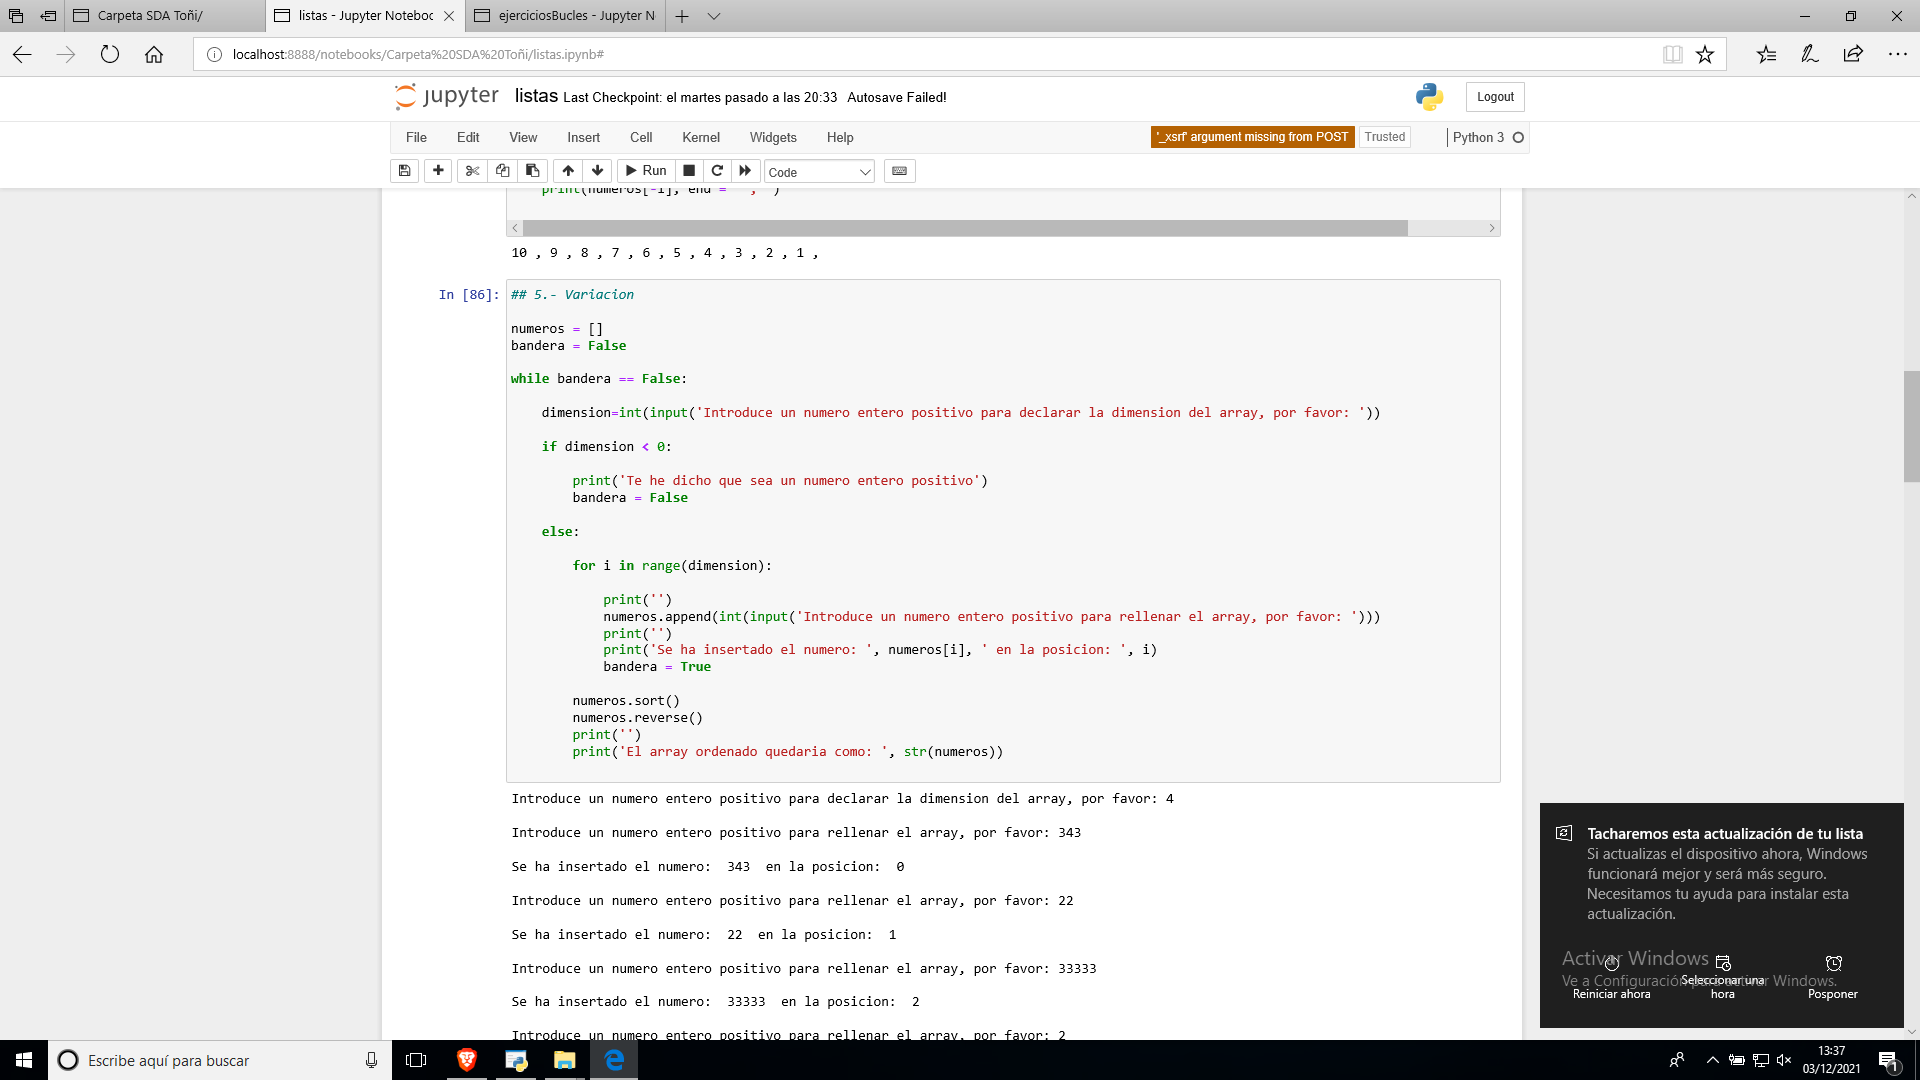 Carpeta SDA Toñi/
listas - Jupyter Noteboc
ejerciciosBucles - Jupyter N
localhost:8888/notebooks/Carpeta%20SDA%20Toñi/listas.ipynb#
jupyter listas Last Checkpoint: el martes pasado a las 20:33 Autosave Failed!
Logout
File Edit View Insert Cell Kernel Widgets Help
'_xsrf' argument missing from POST
Trusted
Python 3
Run
Code
print(numeros[-i], end = " , ")
10 , 9 , 8 , 7 , 6 , 5 , 4 , 3 , 2 , 1 ,
In [86]:
## 5.- Variacion
numeros = []
bandera = False
while bandera == False:
dimension=int(input('Introduce un numero entero positivo para declarar la dimension del array, por favor: '))
if dimension < 0:
print('Te he dicho que sea un numero entero positivo')
bandera = False
else:
for i in range(dimension):
print('')
numeros.append(int(input('Introduce un numero entero positivo para rellenar el array, por favor: ')))
print('')
print('Se ha insertado el numero: ', numeros[i], ' en la posicion: ', i)
bandera = True
numeros.sort()
numeros.reverse()
print('')
print('El array ordenado quedaria como: ', str(numeros))
Introduce un numero entero positivo para declarar la dimension del array, por favor: 4
Introduce un numero entero positivo para rellenar el array, por favor: 343
Se ha insertado el numero:  343  en la posicion:  0
Introduce un numero entero positivo para rellenar el array, por favor: 22
Se ha insertado el numero:  22  en la posicion:  1
Introduce un numero entero positivo para rellenar el array, por favor: 33333
Se ha insertado el numero:  33333  en la posicion:  2
Introduce un numero entero positivo para rellenar el array, por favor: 2
Tacharemos esta actualización de tu lista
Si actualizas el dispositivo ahora, Windows
funcionará mejor y será más seguro.
Necesitamos tu ayuda para instalar esta
actualización.
Activar Windows
Ve a Configuración para activar Windows.
Reiniciar ahora
Seleccionar una
hora
Posponer
Escribe aquí para buscar
13:37
03/12/2021
1